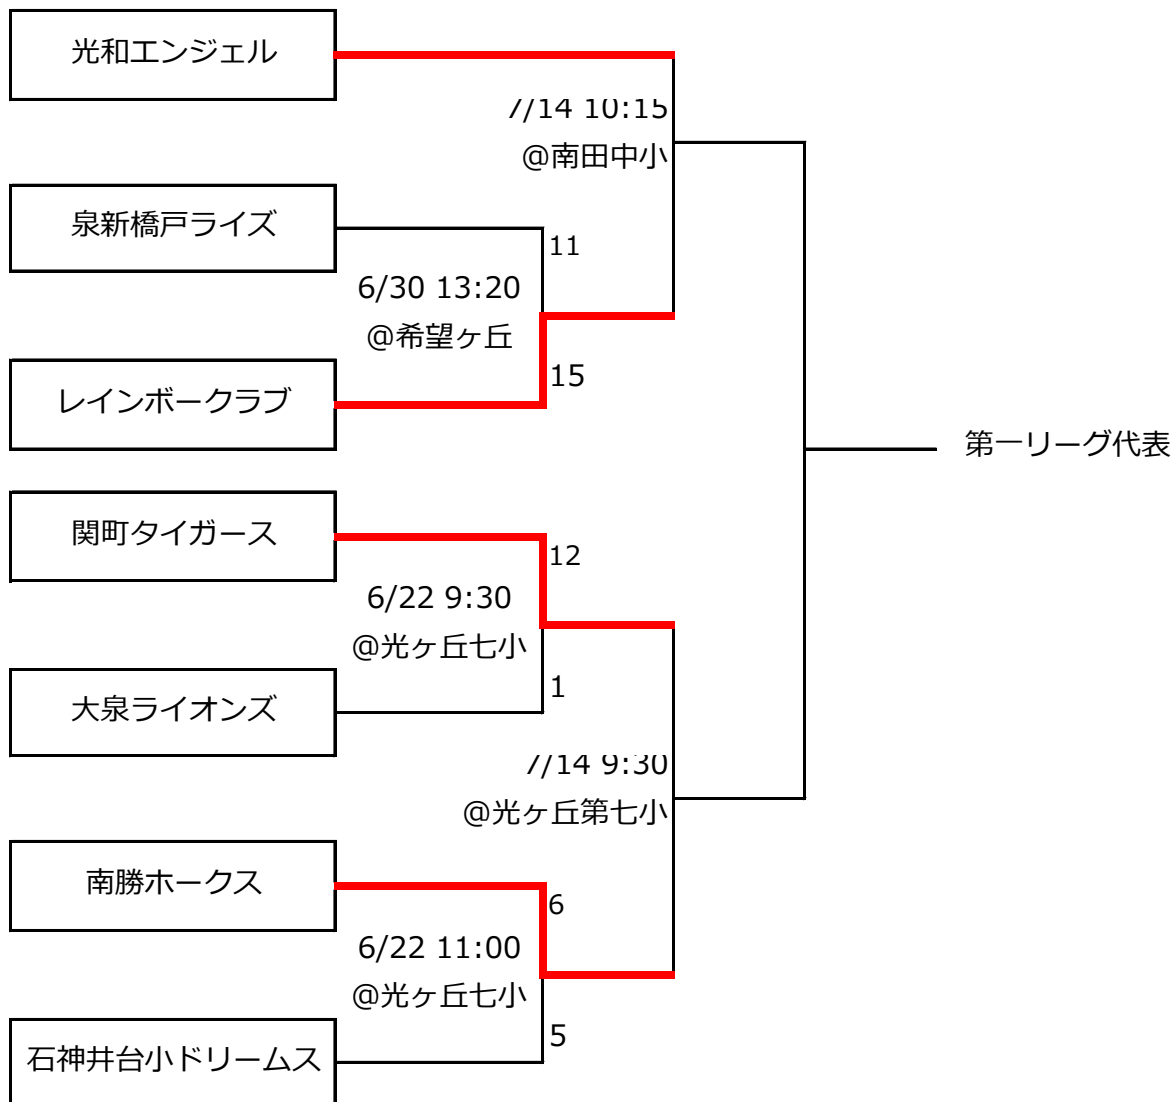 光和エンジェル
7/14 10:15
@南田中小
泉新橋戸ライズ
11
6/30 13:20
@希望ヶ丘
15
レインボークラブ
第一リーグ代表
関町タイガース
12
6/22 9:30
@光ヶ丘七小
1
大泉ライオンズ
7/14 9:30
@光ヶ丘第七小
南勝ホークス
6
6/22 11:00
@光ヶ丘七小
5
石神井台小ドリームス